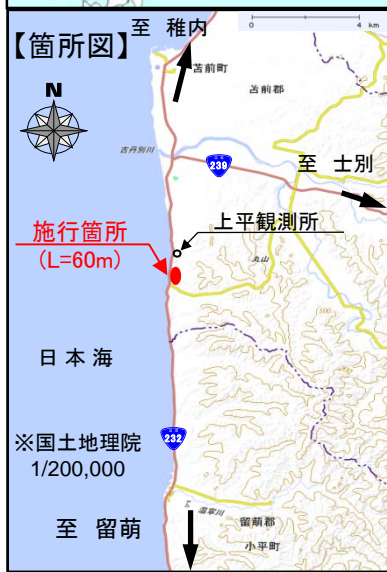 至 稚内
0 4 km
【箇所図】
苫前町
苫前郡
N
古丹別川
239
至 士別
施行箇所
(L=60m)
上平観測所
丸山
日本海
232
※国土地理院
1/200,000
至 留萌
留萌郡
小平町